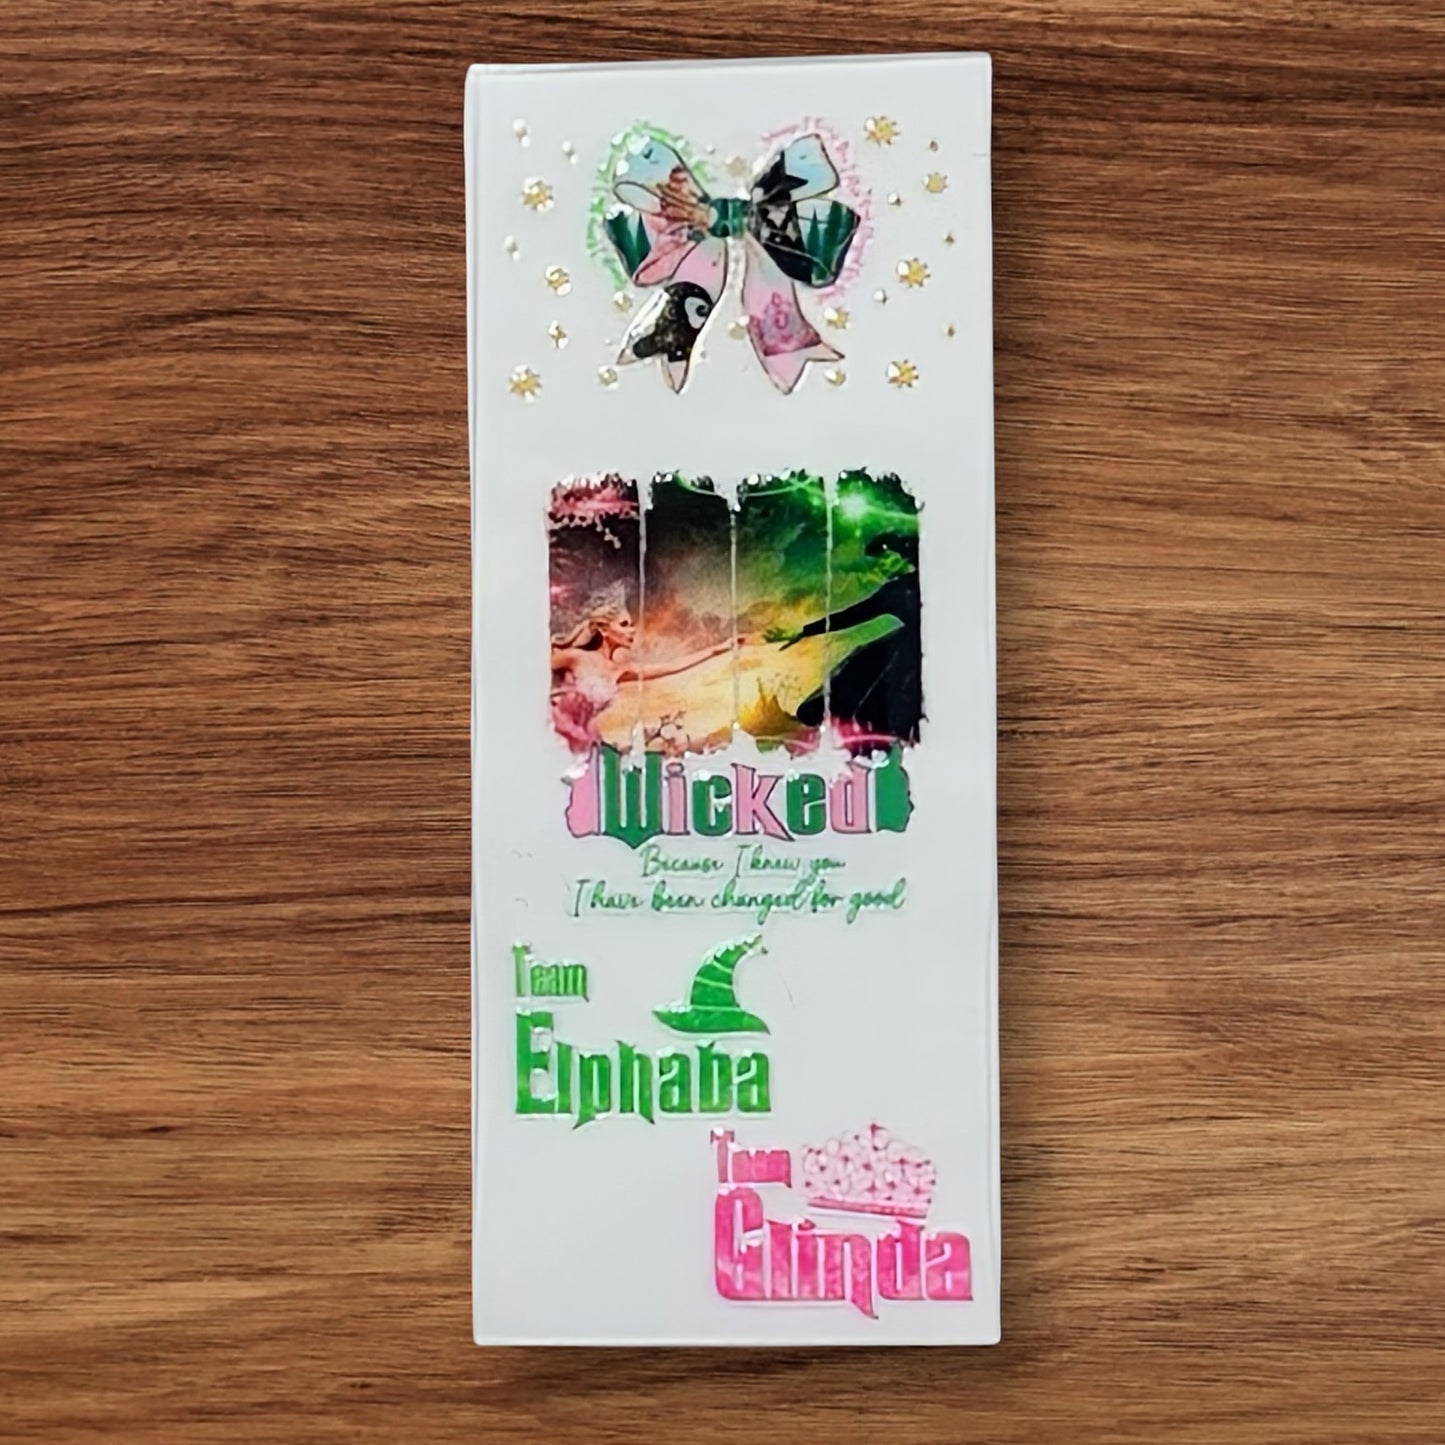 Wicked
Because I knew you
I have been changed for good
Team
Elphaba
Team
Glinda